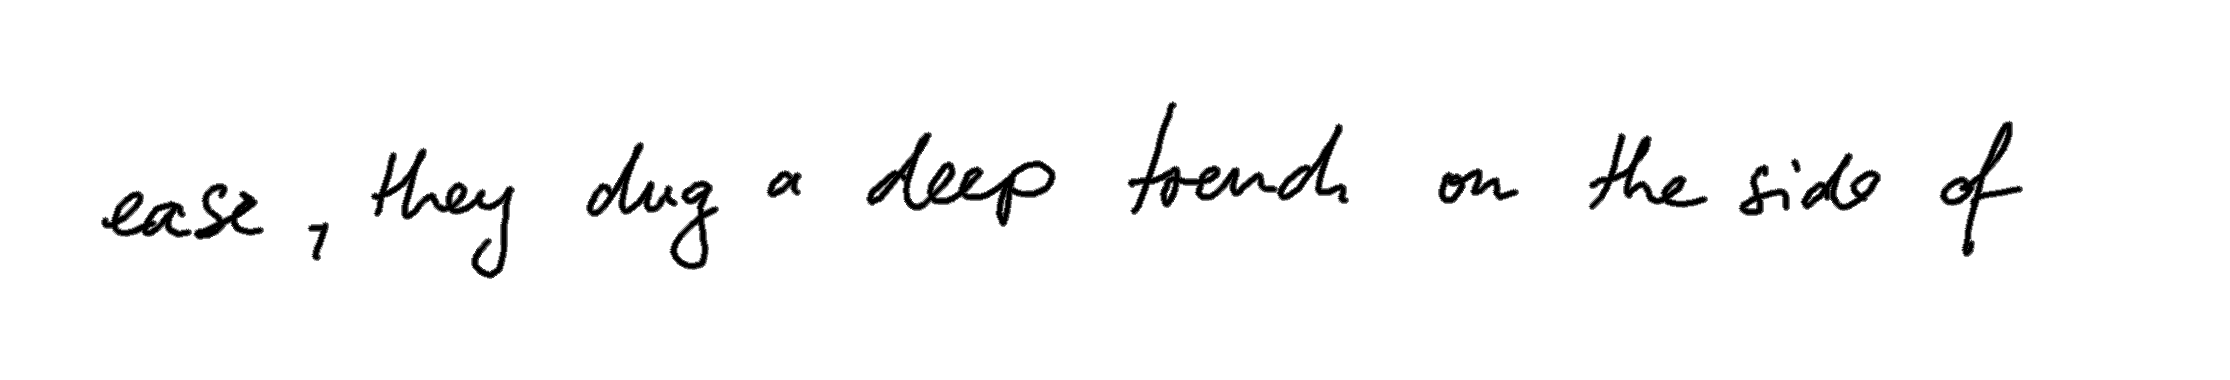 ease, they dug a deep trench on the side of